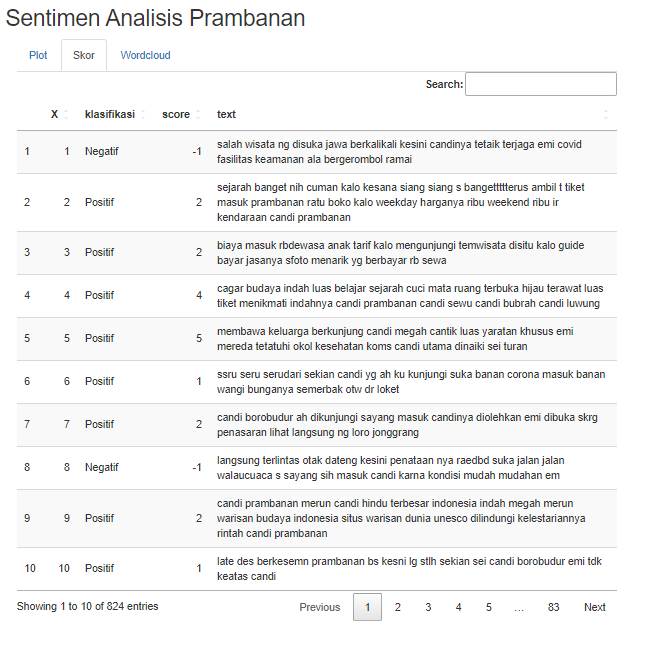 Sentimen Analisis Prambanan
Plot Skor Wordcloud
Search:
X klasifikasi score text
1 1 Negatif -1 salah wisata ng disuka jawa berkalikali kesini candinya tetaik terjaga emi covid
fasilitas keamanan ala bergerombol ramai
2 2 Positif 2 sejarah banget nih cuman kalo kesana siang siang s bangettttterus ambil t tiket
masuk prambanan ratu boko kalo weekday harganya ribu weekend ribu ir
kendaraan candi prambanan
3 3 Positif 2 biaya masuk rbdewasa anak tarif kalo mengunjungi temwisata disitu kalo guide
bayar jasanya sfoto menarik yg berbayar rb sewa
4 4 Positif 4 cagar budaya indah luas belajar sejarah cuci mata ruang terbuka hijau terawat luas
tiket menikmati indahnya candi prambanan candi sewu candi bubrah candi luwung
5 5 Positif 5 membawa keluarga berkunjung candi megah cantik luas yaratan khusus emi
mereda tetatuhi okol kesehatan koms candi utama dinaiki sei turan
6 6 Positif 1 ssru seru serudari sekian candi yg ah ku kunjungi suka banan corona masuk banan
wangi bunganya semerbak otw dr loket
7 7 Positif 2 candi borobudur ah dikunjungi sayang masuk candinya diolehkan emi dibuka skrg
penasaran lihat langsung ng loro jonggrang
8 8 Negatif -1 langsung terlintas otak dateng kesini penataan nya raedbd suka jalan jalan
walaucuaca s sayang sih masuk candi karna kondisi mudah mudahan em
9 9 Positif 2 candi prambanan merun candi hindu terbesar indonesia indah megah merun
warisan budaya indonesia situs warisan dunia unesco dilindungi kelestariannya
rintah candi prambanan
10 10 Positif 1 late des berkesemn prambanan bs kesni lg stlh sekian sei candi borobudur emi tdk
keatas candi
Showing 1 to 10 of 824 entries Previous 1 2 3 4 5 … 83 Next